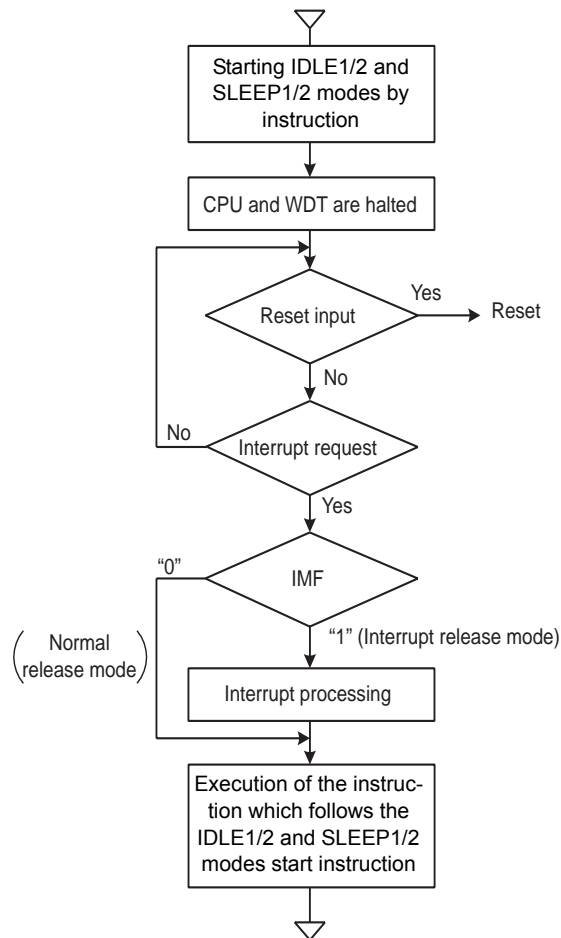 Starting IDLE1/2 and
SLEEP1/2 modes by
instruction
CPU and WDT are halted
Reset input
Yes
Reset
No
No
Interrupt request
Yes
“0”
IMF
Normal
release mode
“1” (Interrupt release mode)
Interrupt processing
Execution of the instruc-
tion which follows the
IDLE1/2 and SLEEP1/2
modes start instruction